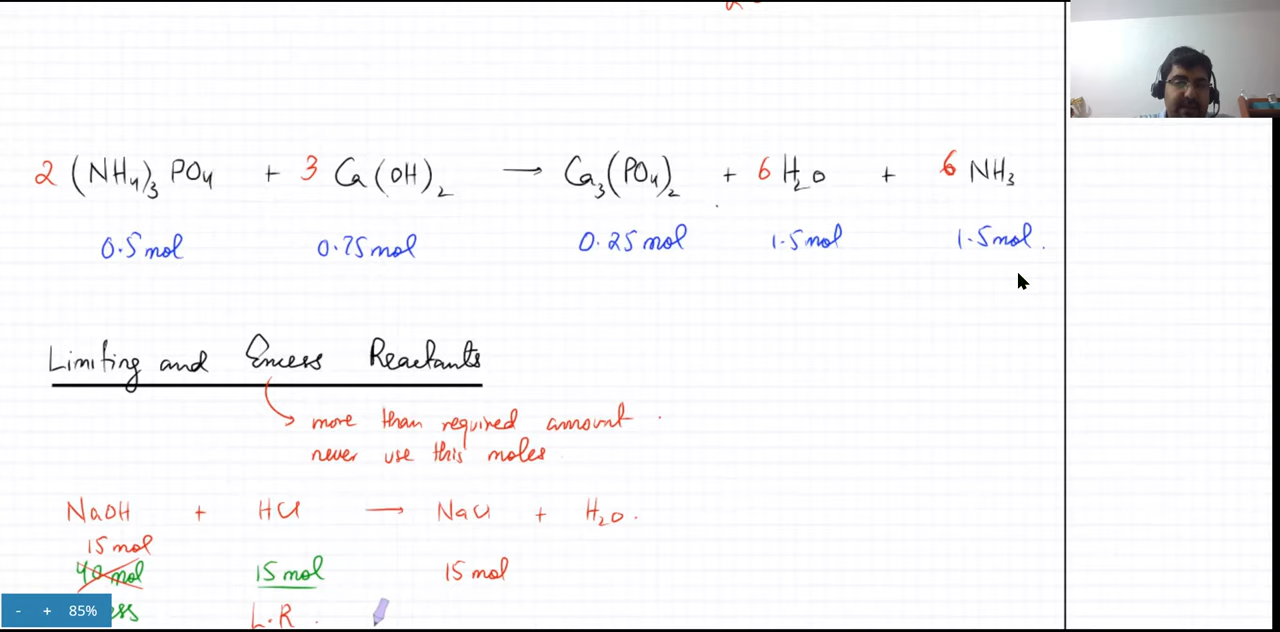 2 (NH₄)₃ PO₄ + 3 Ca(OH)₂ → Ca₃(PO₄)₂ + 6 H₂O + 6 NH₃
0.5 mol 0.75 mol 0.25 mol 1.5 mol 1.5 mol.
Limiting and Excess Reactants
more than required amount
never use this moles
NaOH + HCl → NaCl + H₂O.
15 mol
40 mol 15 mol 15 mol
L.R.
- + 85%